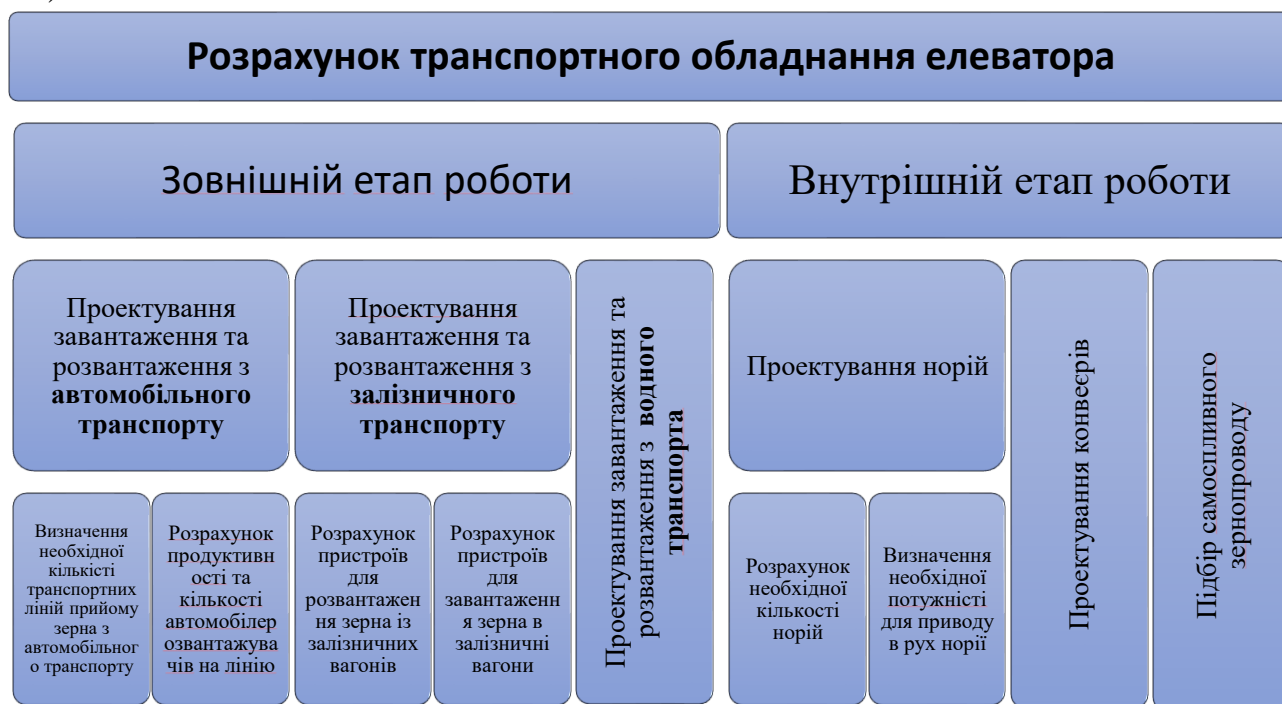 Розрахунок транспортного обладнання елеватора
Зовнішній етап роботи
Внутрішній етап роботи
Проектування
завантаження та
розвантаження з
автомобільного
транспорту
Проектування
завантаження та
розвантаження з
залізничного
транспорту
Проектування завантаження та
розвантаження з водного
транспорта
Проектування норій
Проектування конвеєрів
Підбір самоспливного
зернопроводу
Визначення
необхідної
кількісті
транспортних
ліній прийому
зерна з
автомобільног
о транспорту
Розрахунок
продуктивн
ості та
кількості
автомобілер
озвантажува
чів на лінію
Розрахунок
пристроїв
для
розвантажен
ня зерна із
залізничних
вагонів
Розрахунок
пристроїв
для
завантаженн
я зерна в
залізничні
вагони
Розрахунок
необхідної
кількості
норій
Визначення
необхідної
потужністі
для приводу
в рух норії